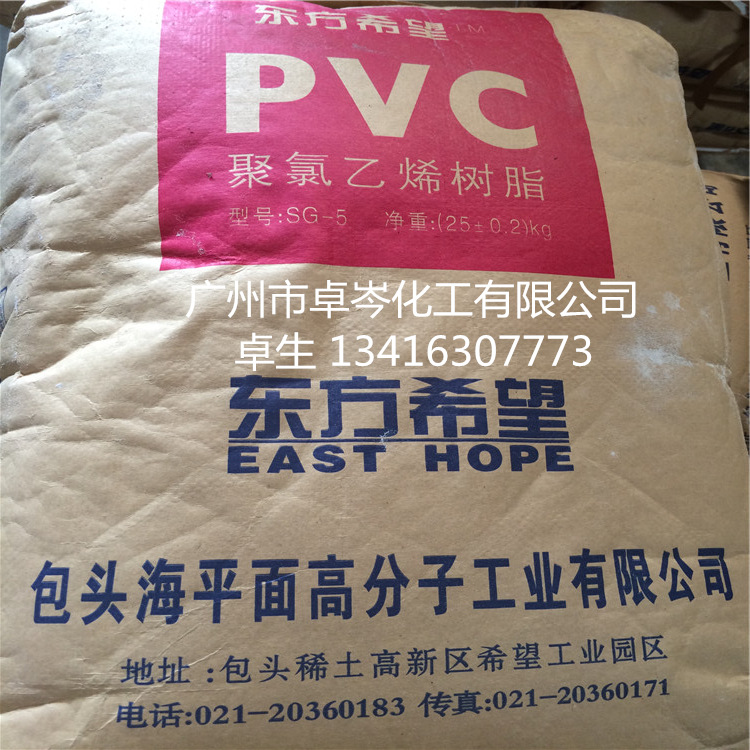 东方希望™
PVC
聚氯乙烯树脂
型号:SG-5 净重:(25±0.2)kg
广州市卓岑化工有限公司
卓生 13416307773
东方希望
EAST HOPE
包头海平面高分子工业有限公司
地址:包头稀土高新区希望工业园区
电话:021-20360183 传真:021-20360171